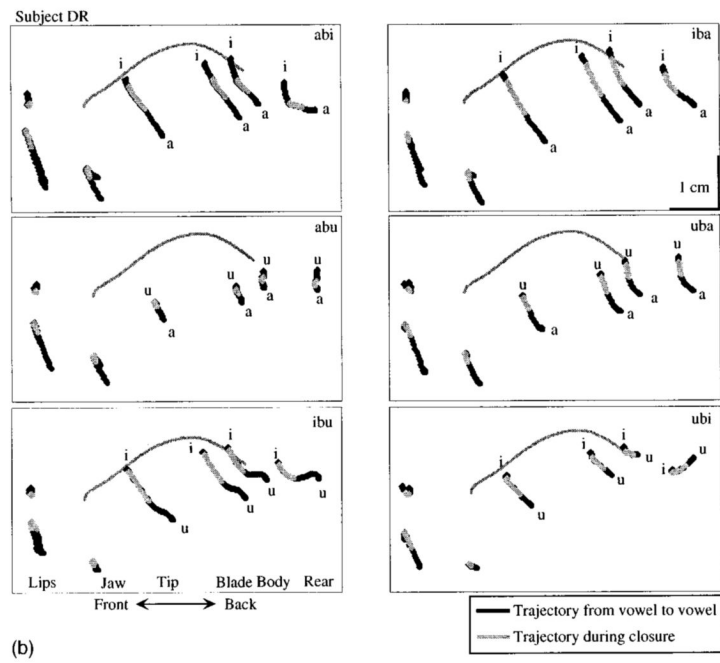 Subject DR
abi
i i i i
a a a a
iba
i i i i
a a a a
1 cm
abu
u u u u
a a a a
uba
u u u u
a a a a
ibu
i i i i
u u u u
Lips Jaw Tip Blade Body Rear
Front Back
ubi
i i i i
u u u u
Trajectory from vowel to vowel
Trajectory during closure
(b)